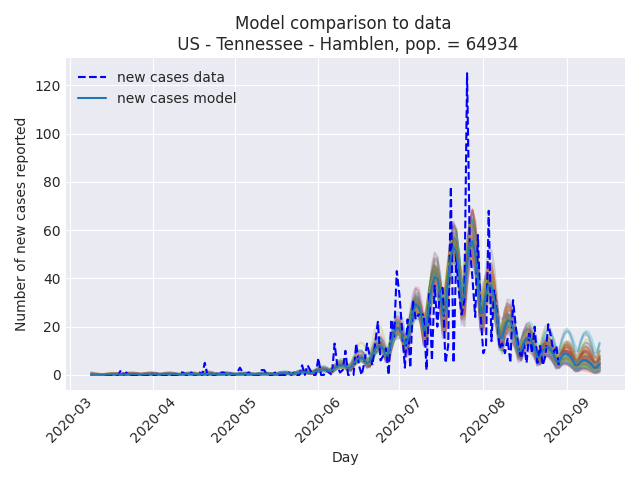 Model comparison to data
US - Tennessee - Hamblen, pop. = 64934
new cases data
new cases model
Number of new cases reported
120
100
80
60
40
20
0
2020-03
2020-04
2020-05
2020-06
2020-07
2020-08
2020-09
Day